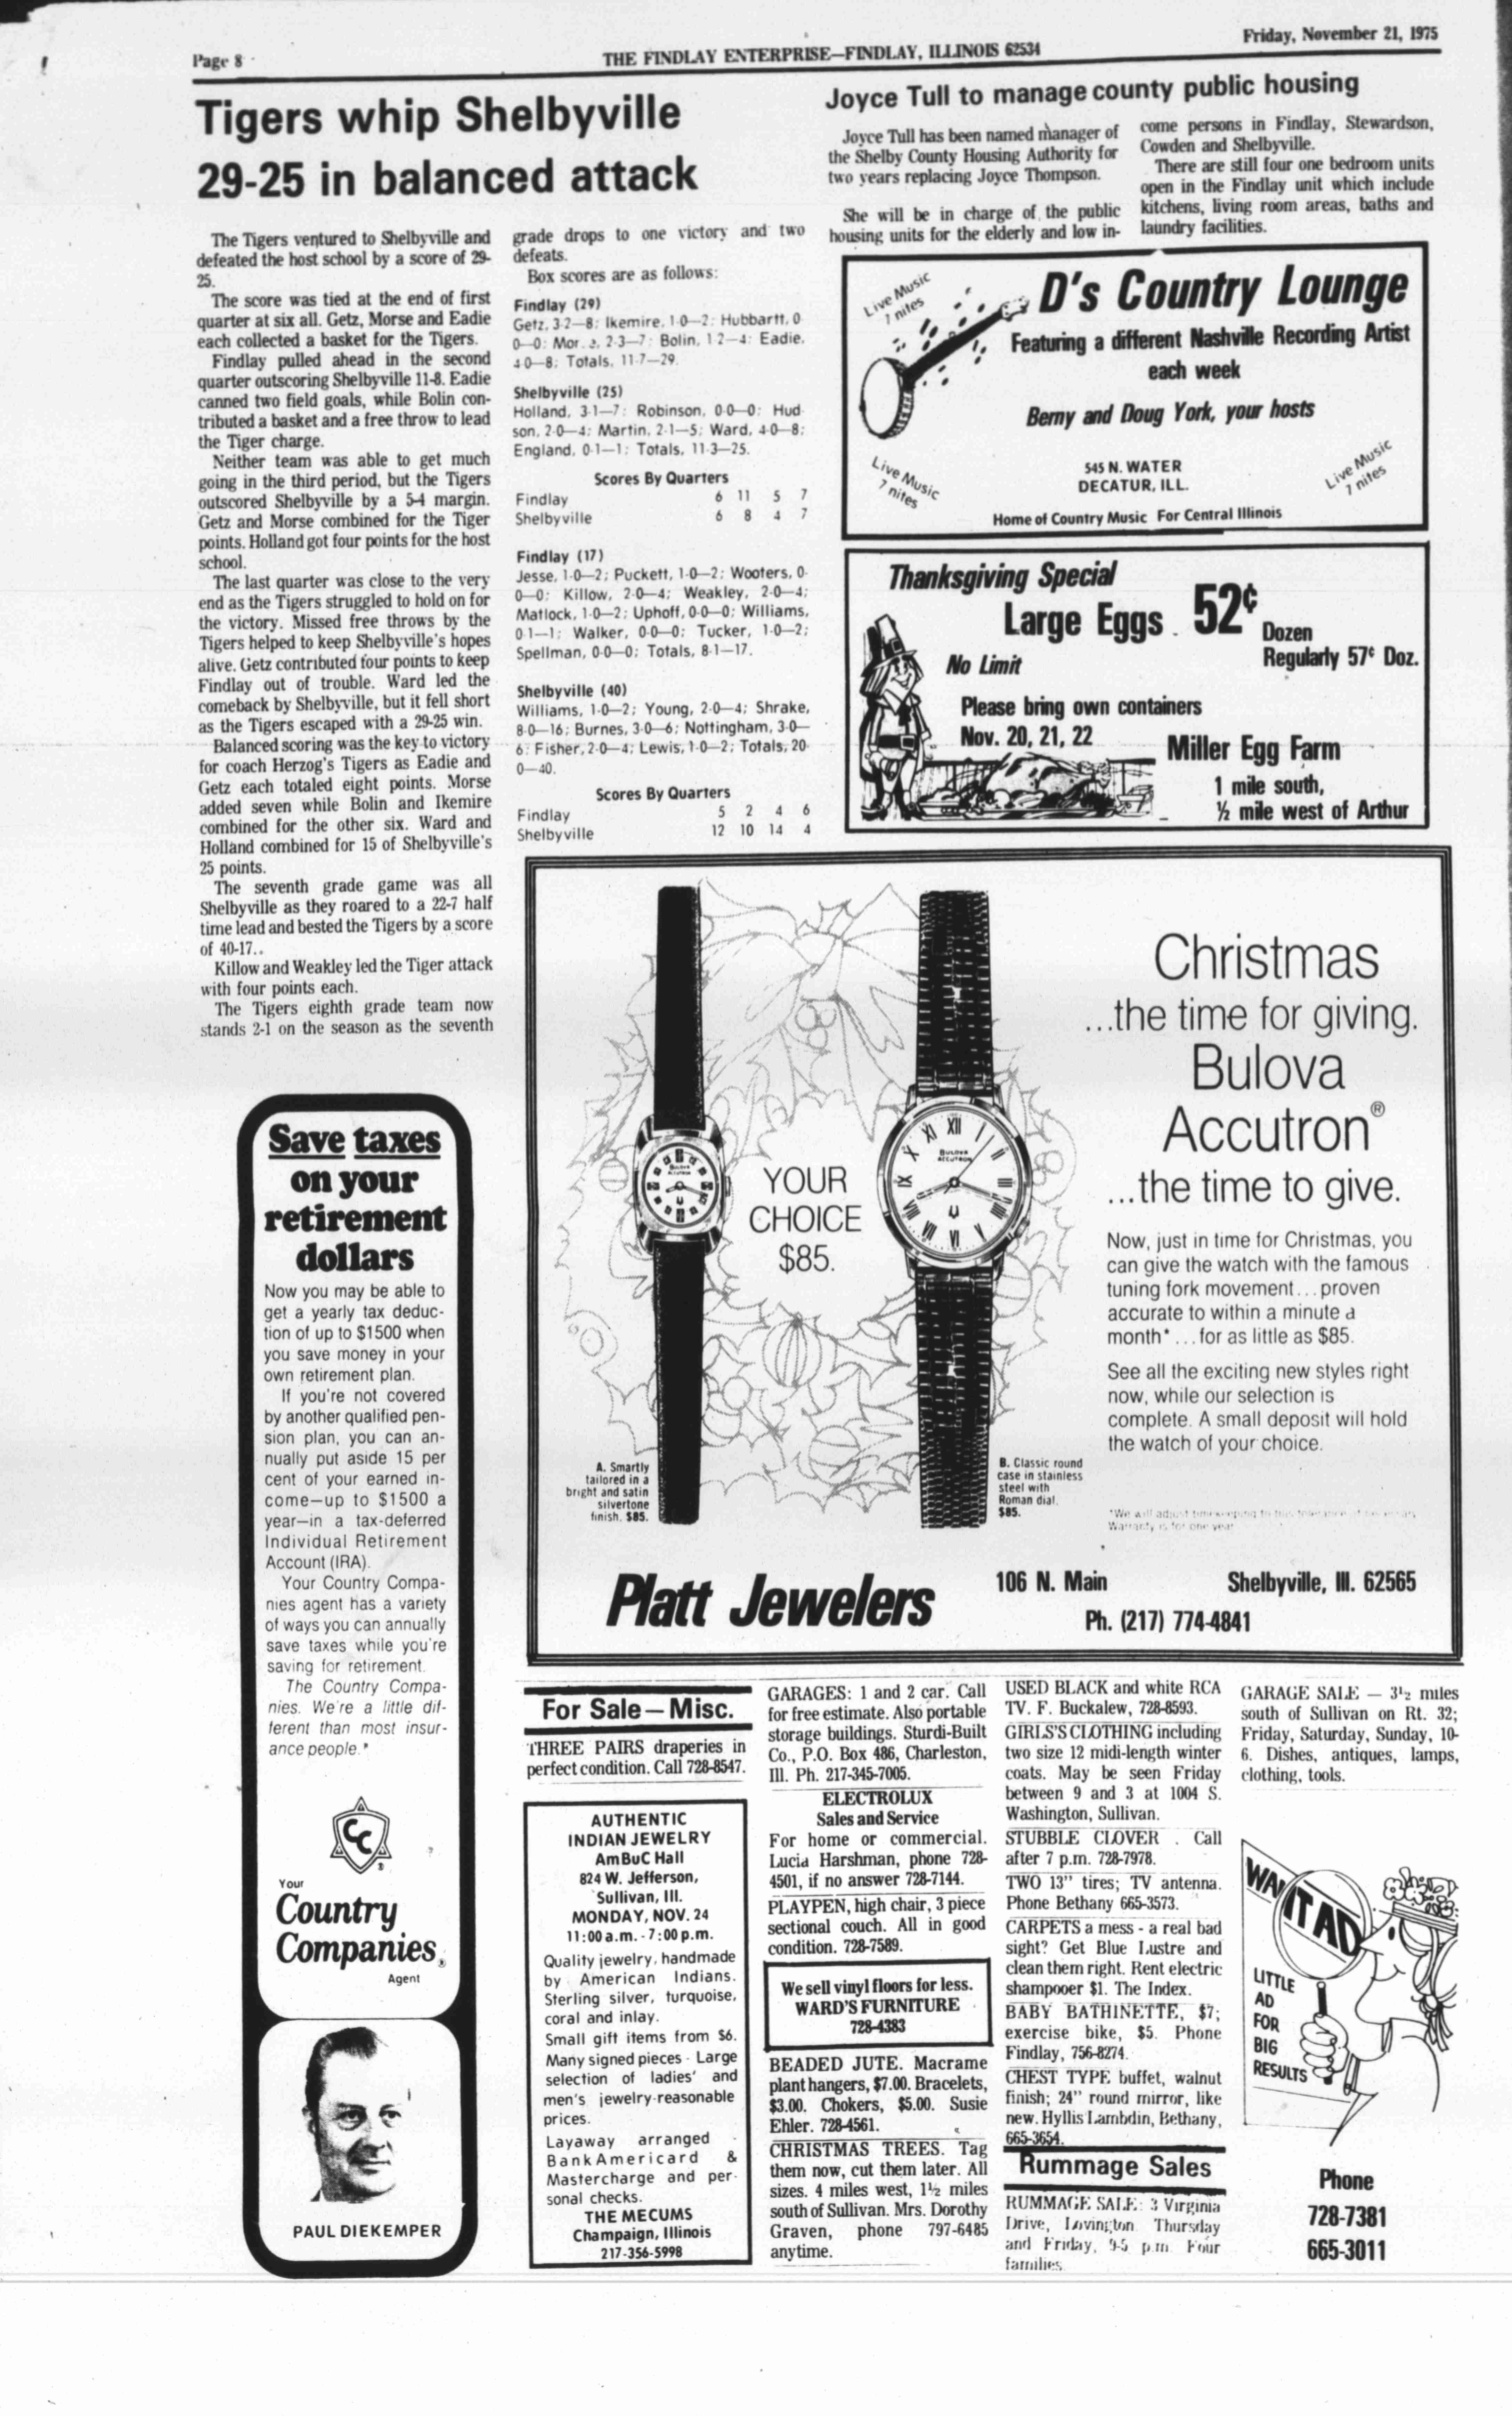 Page 8
THE FINDLAY ENTERPRISE—FINDLAY, ILLINOIS 62534
Friday, November 21, 1975
Tigers whip Shelbyville
29-25 in balanced attack
The Tigers ventured to Shelbyville and
defeated the host school by a score of 29-
25.
The score was tied at the end of first
quarter at six all. Getz, Morse and Eadie
each collected a basket for the Tigers.
Findlay pulled ahead in the second
quarter outscoring Shelbyville 11-8. Eadie
canned two field goals, while Bolin con-
tributed a basket and a free throw to lead
the Tiger charge.
Neither team was able to get much
going in the third period, but the Tigers
outscored Shelbyville by a 5-4 margin.
Getz and Morse combined for the Tiger
points. Holland got four points for the host
school.
The last quarter was close to the very
end as the Tigers struggled to hold on for
the victory. Missed free throws by the
Tigers helped to keep Shelbyville's hopes
alive. Getz contributed four points to keep
Findlay out of trouble. Ward led the
comeback by Shelbyville, but it fell short
as the Tigers escaped with a 29-25 win.
Balanced scoring was the key to victory
for coach Herzog's Tigers as Eadie and
Getz each totaled eight points. Morse
added seven while Bolin and Ikemire
combined for the other six. Ward and
Holland combined for 15 of Shelbyville's
25 points.
The seventh grade game was all
Shelbyville as they roared to a 22-7 half
time lead and bested the Tigers by a score
of 40-17..
Killow and Weakley led the Tiger attack
with four points each.
The Tigers eighth grade team now
stands 2-1 on the season as the seventh
grade drops to one victory and two
defeats.
Box scores are as follows:
Findlay (29)
Getz, 3-2—8; Ikemire, 1-0—2; Hubbartt, 0-
0—0; 2-3—7; Bolin, 1-2—4; Eadie,
4-0—8; Totals, 11-7—29.
Shelbyville (25)
Holland, 3-1—7; Robinson, 0-0—0; Hud-
son, 2-0—4; Martin, 2-1—5; Ward, 4-0—8;
England, 0-1—1; Totals, 11-3—25.
Scores By Quarters
Findlay 6 11 5 7
Shelbyville 6 8 4 7
Findlay (17)
Jesse, 1-0—2; Puckett, 1-0—2; Wooters, 0-
0—0; Killow, 2-0—4; Weakley, 2-0—4;
Matlock, 1-0—2; Uphoff, 0-0—0; Williams,
0-1—1; Walker, 0-0—0; Tucker, 1-0—2;
Spellman, 0-0—0; Totals, 8-1—17.
Shelbyville (40)
Williams, 1-0—2; Young, 2-0—4; Shrake,
8-0—16; Burnes, 3-0—6; Nottingham, 3-0—
6; Fisher, 2-0—4; Lewis, 1-0—2; Totals, 20-
0—40.
Scores By Quarters
Findlay 5 2 4 6
Shelbyville 12 10 14 4
Joyce Tull to manage county public housing
Joyce Tull has been named manager of
the Shelby County Housing Authority for
two years replacing Joyce Thompson.
She will be in charge of the public
housing units for the elderly and low in-
come persons in Findlay, Stewardson,
Cowden and Shelbyville.
There are still four one bedroom units
open in the Findlay unit which include
kitchens, living room areas, baths and
laundry facilities.
Live Music
7 nites
D's Country Lounge
Featuring a different Nashville Recording Artist
each week
Berny and Doug York, your hosts
Live Music
7 nites
545 N. WATER
DECATUR, ILL.
Live Music
7 nites
Home of Country Music For Central Illinois
Thanksgiving Special
Large Eggs 52¢ Dozen
Regularly 57¢ Doz.
No Limit
Please bring own containers
Nov. 20, 21, 22
Miller Egg Farm
1 mile south,
½ mile west of Arthur
Christmas
...the time for giving.
Bulova
Accutron®
...the time to give.
YOUR
CHOICE
$85.
BULOVA
ACCUTRON
XII
Now, just in time for Christmas, you
can give the watch with the famous
tuning fork movement...proven
accurate to within a minute a
month*...for as little as $85.
See all the exciting new styles right
now, while our selection is
complete. A small deposit will hold
the watch of your choice.
A. Smartly
tailored in a
bright and satin
silvertone
finish. $85.
B. Classic round
case in stainless
steel with
Roman dial.
$85.
*We will adjust timekeeping to this tolerance if necessary.
Warranty is for one year.
Platt Jewelers
106 N. Main
Shelbyville, Ill. 62565
Ph. (217) 774-4841
Save taxes
on your
retirement
dollars
Now you may be able to
get a yearly tax deduc-
tion of up to $1500 when
you save money in your
own retirement plan.
If you're not covered
by another qualified pen-
sion plan, you can an-
nually put aside 15 per
cent of your earned in-
come—up to $1500 a
year—in a tax-deferred
Individual Retirement
Account (IRA).
Your Country Compa-
nies agent has a variety
of ways you can annually
save taxes while you're
saving for retirement.
The Country Compa-
nies. We're a little dif-
ferent than most insur-
ance people.
CC
®
Your
Country
Companies®
Agent
PAUL DIEKEMPER
For Sale—Misc.
THREE PAIRS draperies in
perfect condition. Call 728-8547.
AUTHENTIC
INDIAN JEWELRY
AmBuC Hall
824 W. Jefferson,
Sullivan, Ill.
MONDAY, NOV. 24
11:00 a.m. - 7:00 p.m.
Quality jewelry, handmade
by American Indians.
Sterling silver, turquoise,
coral and inlay.
Small gift items from $6.
Many signed pieces - Large
selection of ladies' and
men's jewelry-reasonable
prices.
Layaway arranged
BankAmericard &
Mastercharge and per-
sonal checks.
THE MECUMS
Champaign, Illinois
217-356-5998
GARAGES: 1 and 2 car. Call
for free estimate. Also portable
storage buildings. Sturdi-Built
Co., P.O. Box 486, Charleston,
Ill. Ph. 217-345-7005.
ELECTROLUX
Sales and Service
For home or commercial.
Lucia Harshman, phone 728-
4501, if no answer 728-7144.
PLAYPEN, high chair, 3 piece
sectional couch. All in good
condition. 728-7589.
We sell vinyl floors for less.
WARD'S FURNITURE
728-4383
BEADED JUTE. Macrame
plant hangers, $7.00. Bracelets,
$3.00. Chokers, $5.00. Susie
Ehler. 728-4561.
CHRISTMAS TREES. Tag
them now, cut them later. All
sizes. 4 miles west, 1½ miles
south of Sullivan. Mrs. Dorothy
Graven, phone 797-6485
anytime.
USED BLACK and white RCA
TV. F. Buckalew, 728-8593.
GIRLS'S CLOTHING including
two size 12 midi-length winter
coats. May be seen Friday
between 9 and 3 at 1004 S.
Washington, Sullivan.
STUBBLE CLOVER . Call
after 7 p.m. 728-7978.
TWO 13" tires; TV antenna.
Phone Bethany 665-3573.
CARPETS a mess - a real bad
sight? Get Blue Lustre and
clean them right. Rent electric
shampooer $1. The Index.
BABY BATHINETTE, $7;
exercise bike, $5. Phone
Findlay, 756-8274.
CHEST TYPE buffet, walnut
finish; 24" round mirror, like
new. Hyllis Lambdin, Bethany,
665-3654.
Rummage Sales
RUMMAGE SALE: 3 Virginia
Drive, Lovington. Thursday
and Friday, 9-5 p.m. Four
families.
GARAGE SALE — 3½ miles
south of Sullivan on Rt. 32;
Friday, Saturday, Sunday, 10-
6. Dishes, antiques, lamps,
clothing, tools.
WANT AD
LITTLE
AD
FOR
BIG
RESULTS
Phone
728-7381
665-3011